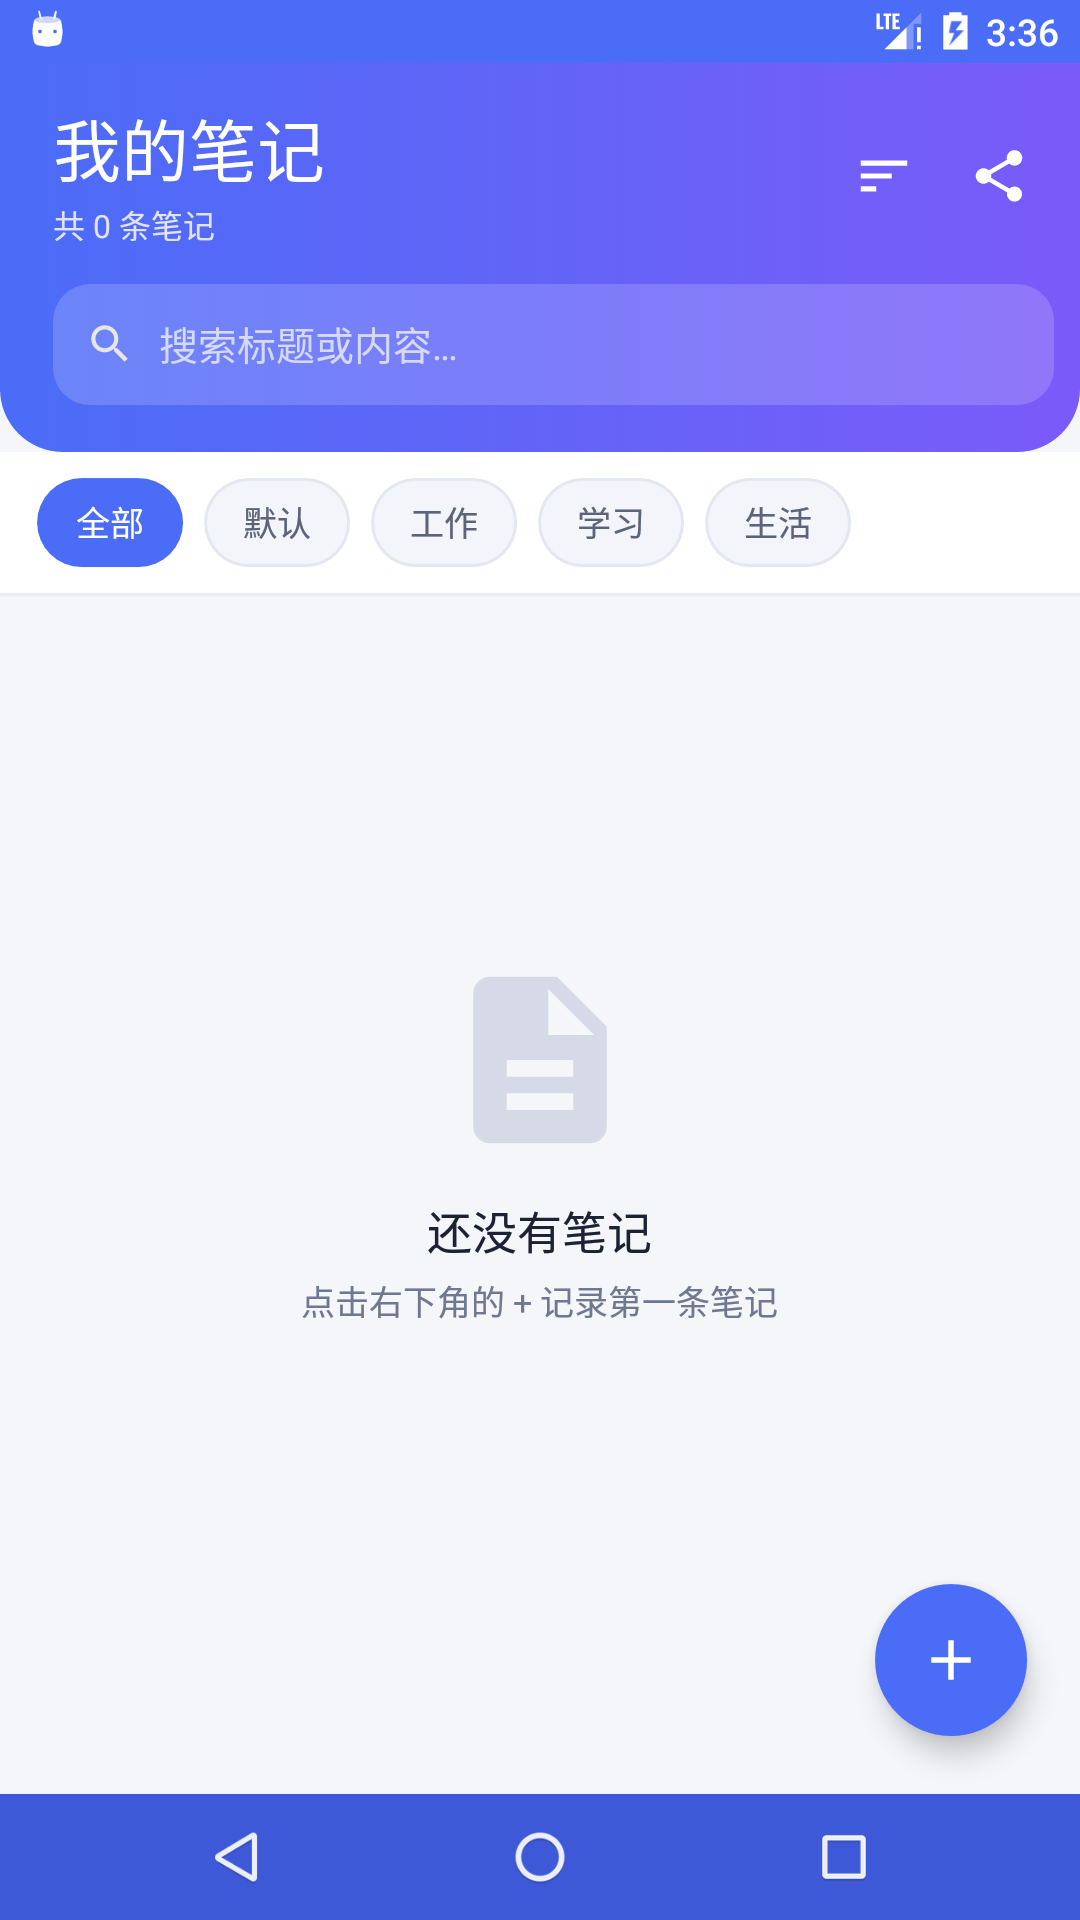 LTE 3:36
我的笔记
共 0 条笔记
搜索标题或内容...
全部 默认 工作 学习 生活
还没有笔记
点击右下角的 + 记录第一条笔记